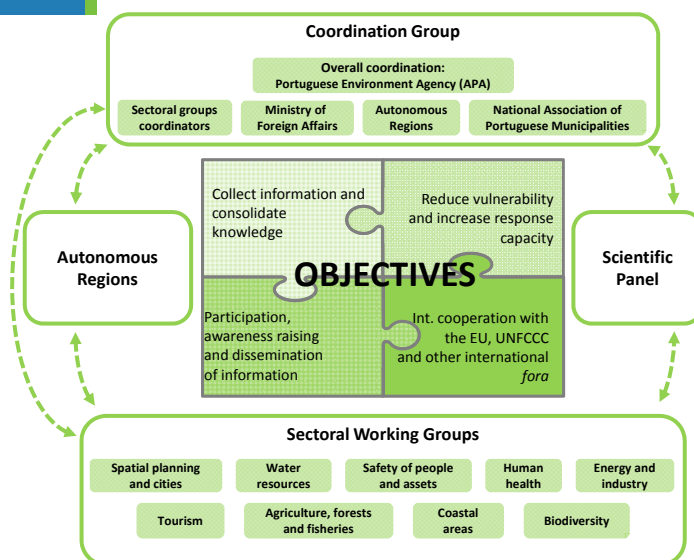 Coordination Group
Overall coordination:
Portuguese Environment Agency (APA)
Sectoral groups
coordinators
Ministry of
Foreign Affairs
Autonomous
Regions
National Association of
Portuguese Municipalities
Collect information and
consolidate
knowledge
Reduce vulnerability
and increase response
capacity
Autonomous
Regions
OBJECTIVES
Scientific
Panel
Participation,
awareness raising
and dissemination
of information
Int. cooperation with
the EU, UNFCCC
and other international
fora
Sectoral Working Groups
Spatial planning
and cities
Water
resources
Safety of people
and assets
Human
health
Energy and
industry
Tourism
Agriculture, forests
and fisheries
Coastal
areas
Biodiversity